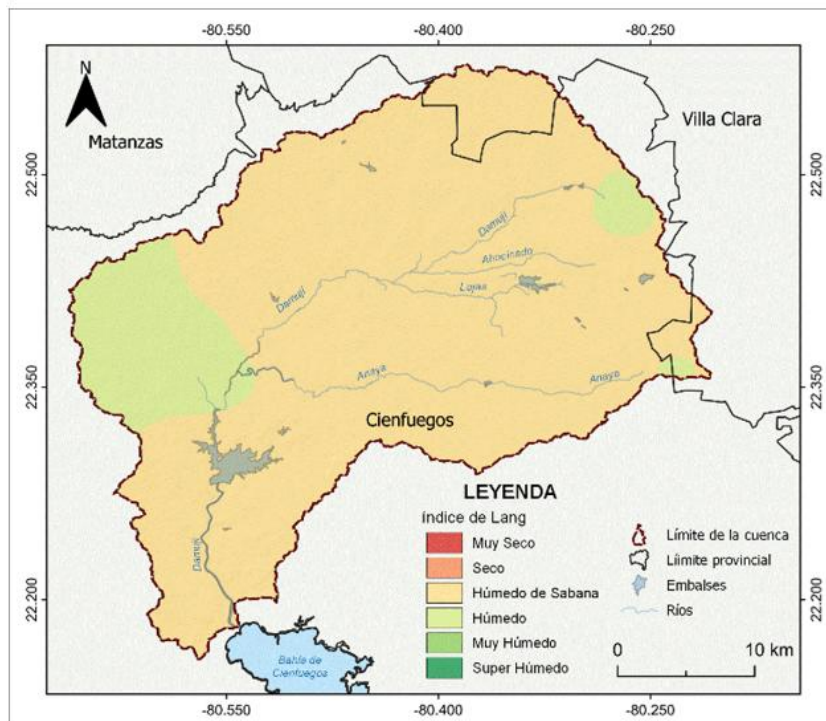 -80.550 -80.400 -80.250
N
Matanzas
Villa Clara
22.500 22.500
Damují
Ahocinado
Lajas
Damují
22.350 22.350
Anaya Anaya
Cienfuegos
LEYENDA
índice de Lang
Muy Seco
Seco
Húmedo de Sabana
Húmedo
Muy Húmedo
Super Húmedo
Límite de la cuenca
Líimite provincial
Embalses
Ríos
0 10 km
Damují
22.200 22.200
Bahía de
Cienfuegos
-80.550 -80.400 -80.250